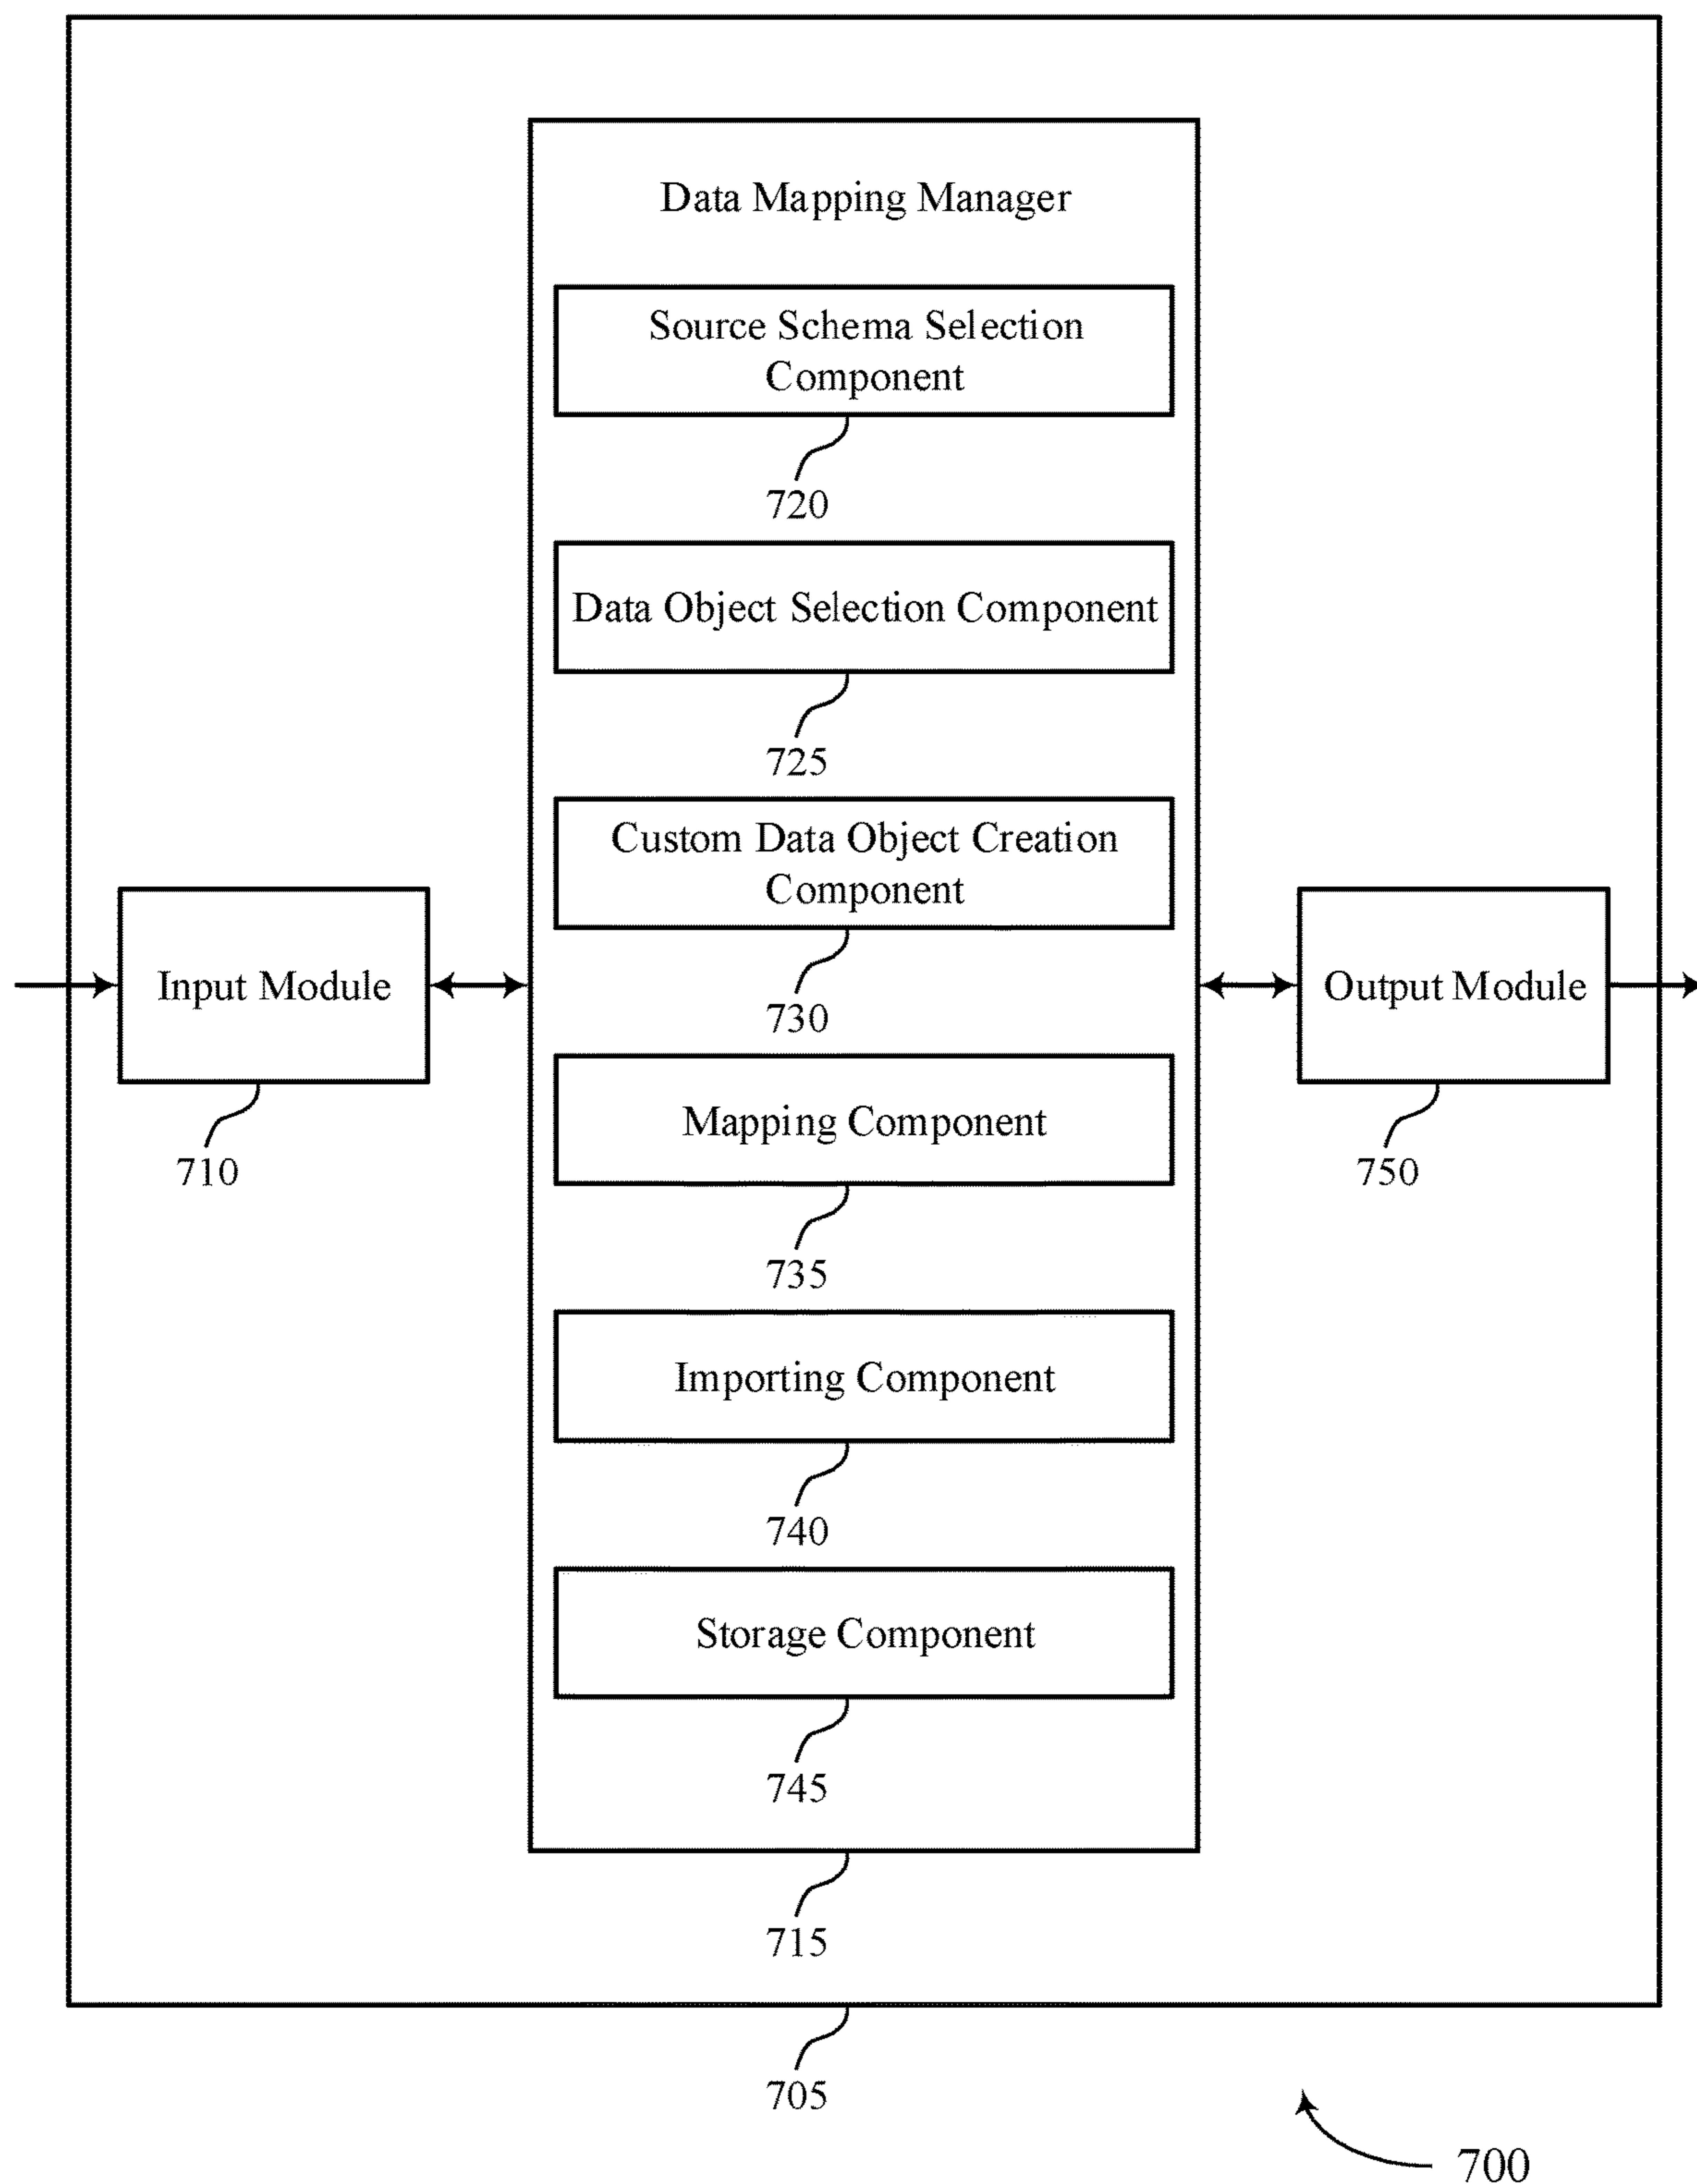 Data Mapping Manager
Source Schema Selection
Component
720
Data Object Selection Component
725
Custom Data Object Creation
Component
730
Input Module
710
Output Module
750
Mapping Component
735
Importing Component
740
Storage Component
745
715
705
700